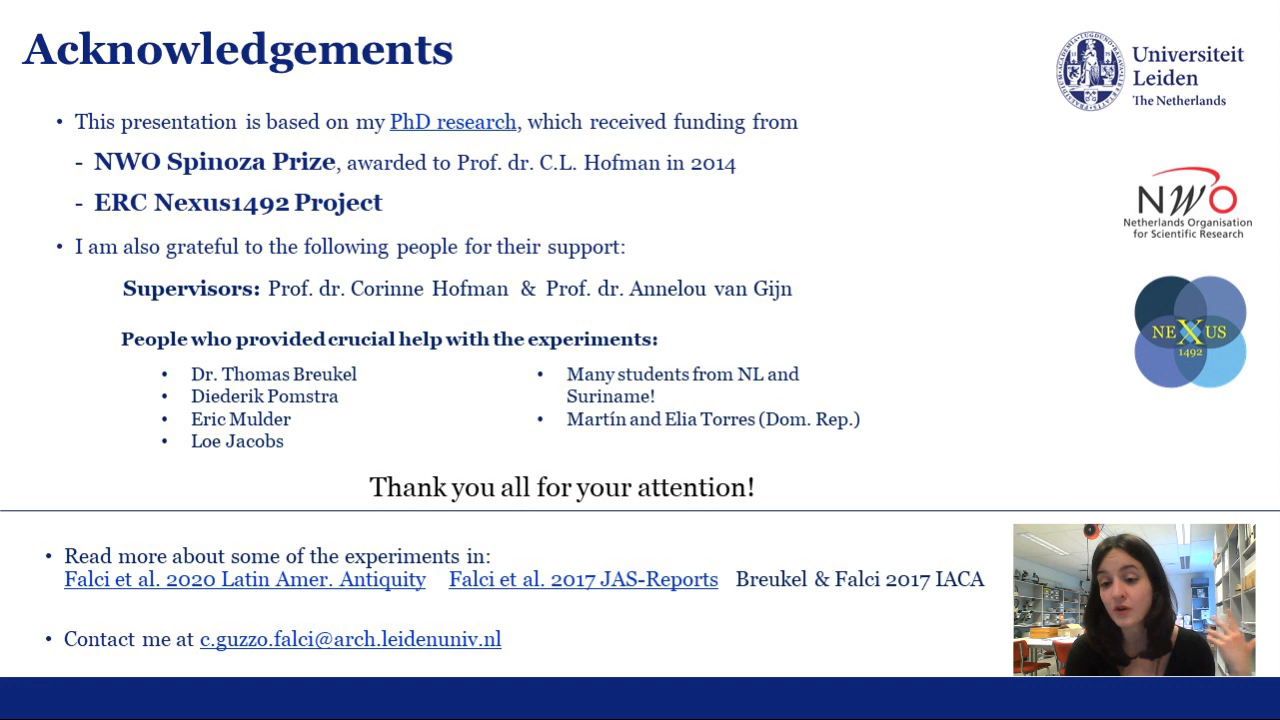 Acknowledgements
Universiteit
Leiden
The Netherlands
• This presentation is based on my PhD research, which received funding from
- NWO Spinoza Prize, awarded to Prof. dr. C.L. Hofman in 2014
- ERC Nexus1492 Project
NWO
Netherlands Organisation
for Scientific Research
• I am also grateful to the following people for their support:
Supervisors: Prof. dr. Corinne Hofman & Prof. dr. Annelou van Gijn
NEXUS
1492
People who provided crucial help with the experiments:
• Dr. Thomas Breukel
• Diederik Pomstra
• Eric Mulder
• Loe Jacobs
• Many students from NL and
Suriname!
• Martín and Elia Torres (Dom. Rep.)
Thank you all for your attention!
• Read more about some of the experiments in:
Falci et al. 2020 Latin Amer. Antiquity Falci et al. 2017 JAS-Reports Breukel & Falci 2017 IACA
• Contact me at c.guzzo.falci@arch.leidenuniv.nl